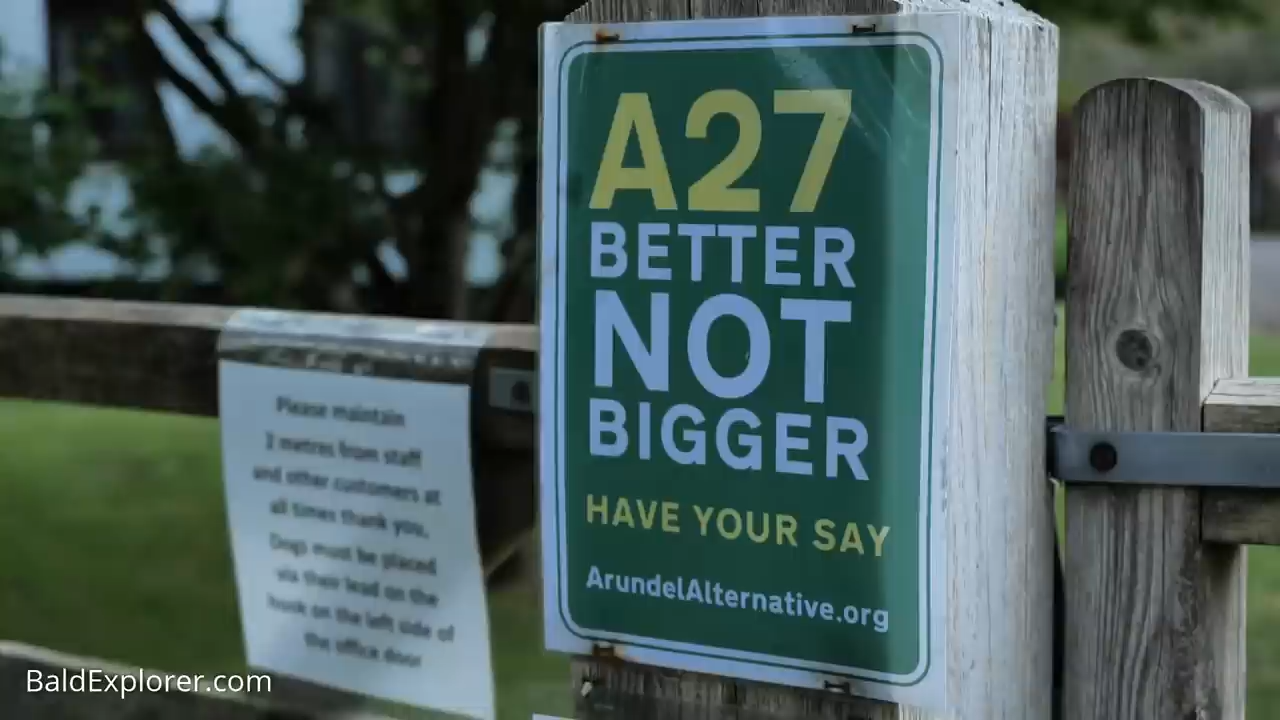 A27
BETTER
NOT
BIGGER
HAVE YOUR SAY
ArundelAlternative.org
Please maintain
2 metres from staff
and other customers at
all times thank you.
Dogs must be placed
via their lead on the
hook on the left side of
the office door
BaldExplorer.com